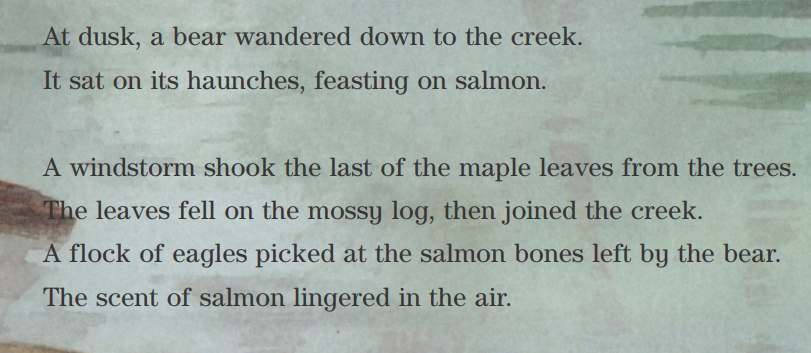 At dusk, a bear wandered down to the creek.
It sat on its haunches, feasting on salmon.
A windstorm shook the last of the maple leaves from the trees.
The leaves fell on the mossy log, then joined the creek.
A flock of eagles picked at the salmon bones left by the bear.
The scent of salmon lingered in the air.